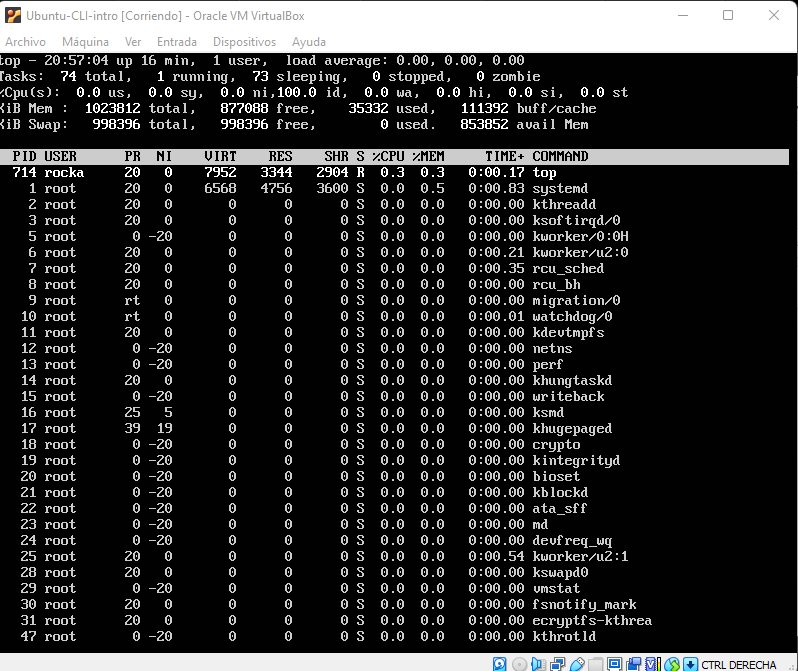 Ubuntu-CLI-intro [Corriendo] - Oracle VM VirtualBox
Archivo Máquina Ver Entrada Dispositivos Ayuda
top - 20:57:04 up 16 min,  1 user,  load average: 0.00, 0.00, 0.00
Tasks:  74 total,   1 running,  73 sleeping,   0 stopped,   0 zombie
%Cpu(s):  0.0 us,  0.0 sy,  0.0 ni,100.0 id,  0.0 wa,  0.0 hi,  0.0 si,  0.0 st
KiB Mem :  1023812 total,   877088 free,    35332 used,   111392 buff/cache
KiB Swap:   998396 total,   998396 free,        0 used.   853852 avail Mem
PID USER PR NI VIRT RES SHR S %CPU %MEM TIME+ COMMAND
714 rocka 20 0 7952 3344 2904 R 0.3 0.3 0:00.17 top
1 root 20 0 6568 4756 3600 S 0.0 0.5 0:00.83 systemd
2 root 20 0 0 0 0 S 0.0 0.0 0:00.00 kthreadd
3 root 20 0 0 0 0 S 0.0 0.0 0:00.00 ksoftirqd/0
5 root 0 -20 0 0 0 S 0.0 0.0 0:00.00 kworker/0:0H
6 root 20 0 0 0 0 S 0.0 0.0 0:00.21 kworker/u2:0
7 root 20 0 0 0 0 S 0.0 0.0 0:00.35 rcu_sched
8 root 20 0 0 0 0 S 0.0 0.0 0:00.00 rcu_bh
9 root rt 0 0 0 0 S 0.0 0.0 0:00.00 migration/0
10 root rt 0 0 0 0 S 0.0 0.0 0:00.01 watchdog/0
11 root 20 0 0 0 0 S 0.0 0.0 0:00.00 kdevtmpfs
12 root 0 -20 0 0 0 S 0.0 0.0 0:00.00 netns
13 root 0 -20 0 0 0 S 0.0 0.0 0:00.00 perf
14 root 20 0 0 0 0 S 0.0 0.0 0:00.00 khungtaskd
15 root 0 -20 0 0 0 S 0.0 0.0 0:00.00 writeback
16 root 25 5 0 0 0 S 0.0 0.0 0:00.00 ksmd
17 root 39 19 0 0 0 S 0.0 0.0 0:00.00 khugepaged
18 root 0 -20 0 0 0 S 0.0 0.0 0:00.00 crypto
19 root 0 -20 0 0 0 S 0.0 0.0 0:00.00 kintegrityd
20 root 0 -20 0 0 0 S 0.0 0.0 0:00.00 bioset
21 root 0 -20 0 0 0 S 0.0 0.0 0:00.00 kblockd
22 root 0 -20 0 0 0 S 0.0 0.0 0:00.00 ata_sff
23 root 0 -20 0 0 0 S 0.0 0.0 0:00.00 md
24 root 0 -20 0 0 0 S 0.0 0.0 0:00.00 devfreq_wq
25 root 20 0 0 0 0 S 0.0 0.0 0:00.54 kworker/u2:1
28 root 20 0 0 0 0 S 0.0 0.0 0:00.00 kswapd0
29 root 0 -20 0 0 0 S 0.0 0.0 0:00.00 vmstat
30 root 20 0 0 0 0 S 0.0 0.0 0:00.00 fsnotify_mark
31 root 20 0 0 0 0 S 0.0 0.0 0:00.00 ecryptfs-kthrea
47 root 0 -20 0 0 0 S 0.0 0.0 0:00.00 kthrotld
CTRL DERECHA